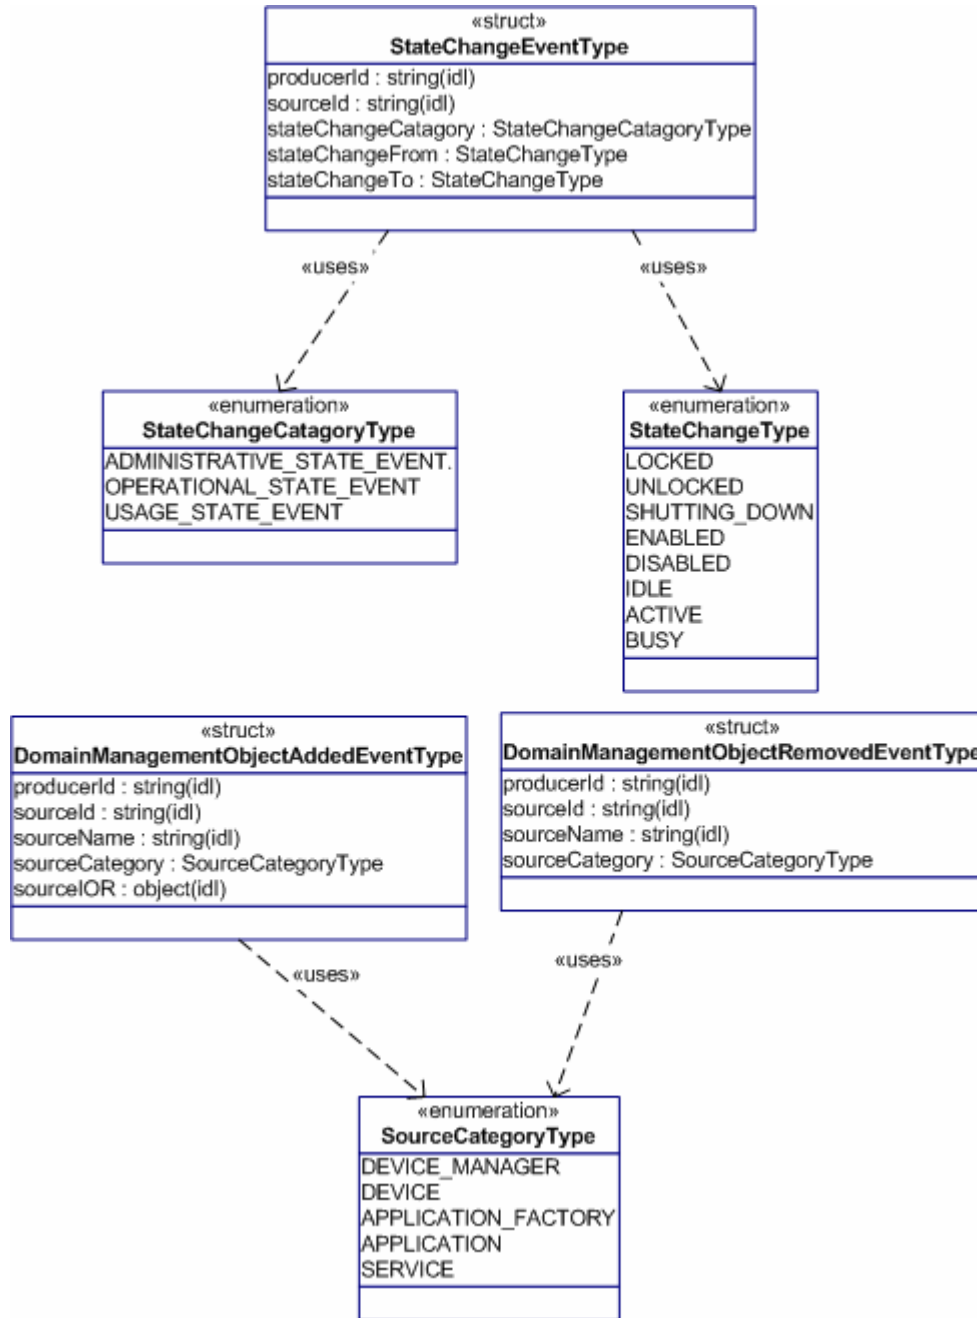 «struct»
StateChangeEventType
producerId : string(idl)
sourceId : string(idl)
stateChangeCatagory : StateChangeCatagoryType
stateChangeFrom : StateChangeType
stateChangeTo : StateChangeType
«uses»
«uses»
«enumeration»
StateChangeCatagoryType
ADMINISTRATIVE_STATE_EVENT.
OPERATIONAL_STATE_EVENT
USAGE_STATE_EVENT
«enumeration»
StateChangeType
LOCKED
UNLOCKED
SHUTTING_DOWN
ENABLED
DISABLED
IDLE
ACTIVE
BUSY
«struct»
DomainManagementObjectAddedEventType
producerId : string(idl)
sourceId : string(idl)
sourceName : string(idl)
sourceCategory : SourceCategoryType
sourceIOR : object(idl)
«struct»
DomainManagementObjectRemovedEventType
producerId : string(idl)
sourceId : string(idl)
sourceName : string(idl)
sourceCategory : SourceCategoryType
«uses»
«uses»
«enumeration»
SourceCategoryType
DEVICE_MANAGER
DEVICE
APPLICATION_FACTORY
APPLICATION
SERVICE